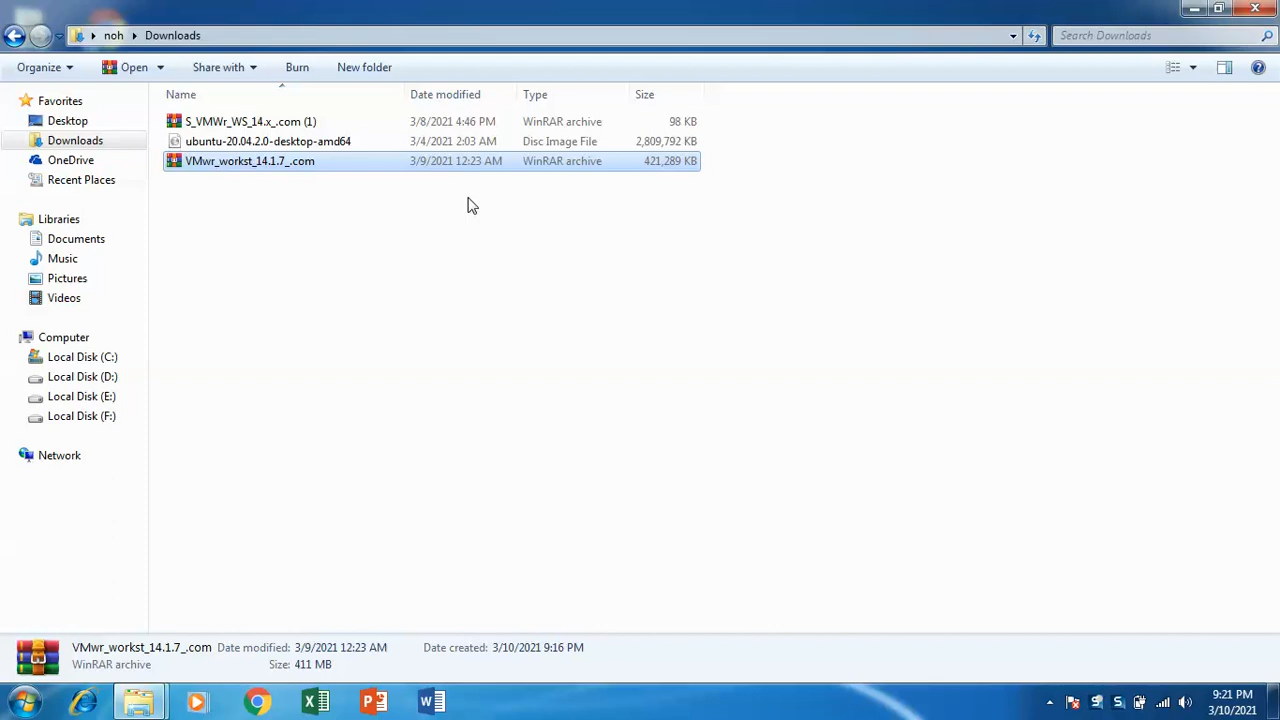 noh Downloads Search Downloads
Organize Open Share with Burn New folder
Favorites
Desktop
Downloads
OneDrive
Recent Places
Libraries
Documents
Music
Pictures
Videos
Computer
Local Disk (C:)
Local Disk (D:)
Local Disk (E:)
Local Disk (F:)
Network
Name Date modified Type Size
S_VMWr_WS_14.x_.com (1) 3/8/2021 4:46 PM WinRAR archive 98 KB
ubuntu-20.04.2.0-desktop-amd64 3/4/2021 2:03 AM Disc Image File 2,809,792 KB
VMwr_workst_14.1.7_.com 3/9/2021 12:23 AM WinRAR archive 421,289 KB
VMwr_workst_14.1.7_.com Date modified: 3/9/2021 12:23 AM Date created: 3/10/2021 9:16 PM
WinRAR archive Size: 411 MB
9:21 PM
3/10/2021